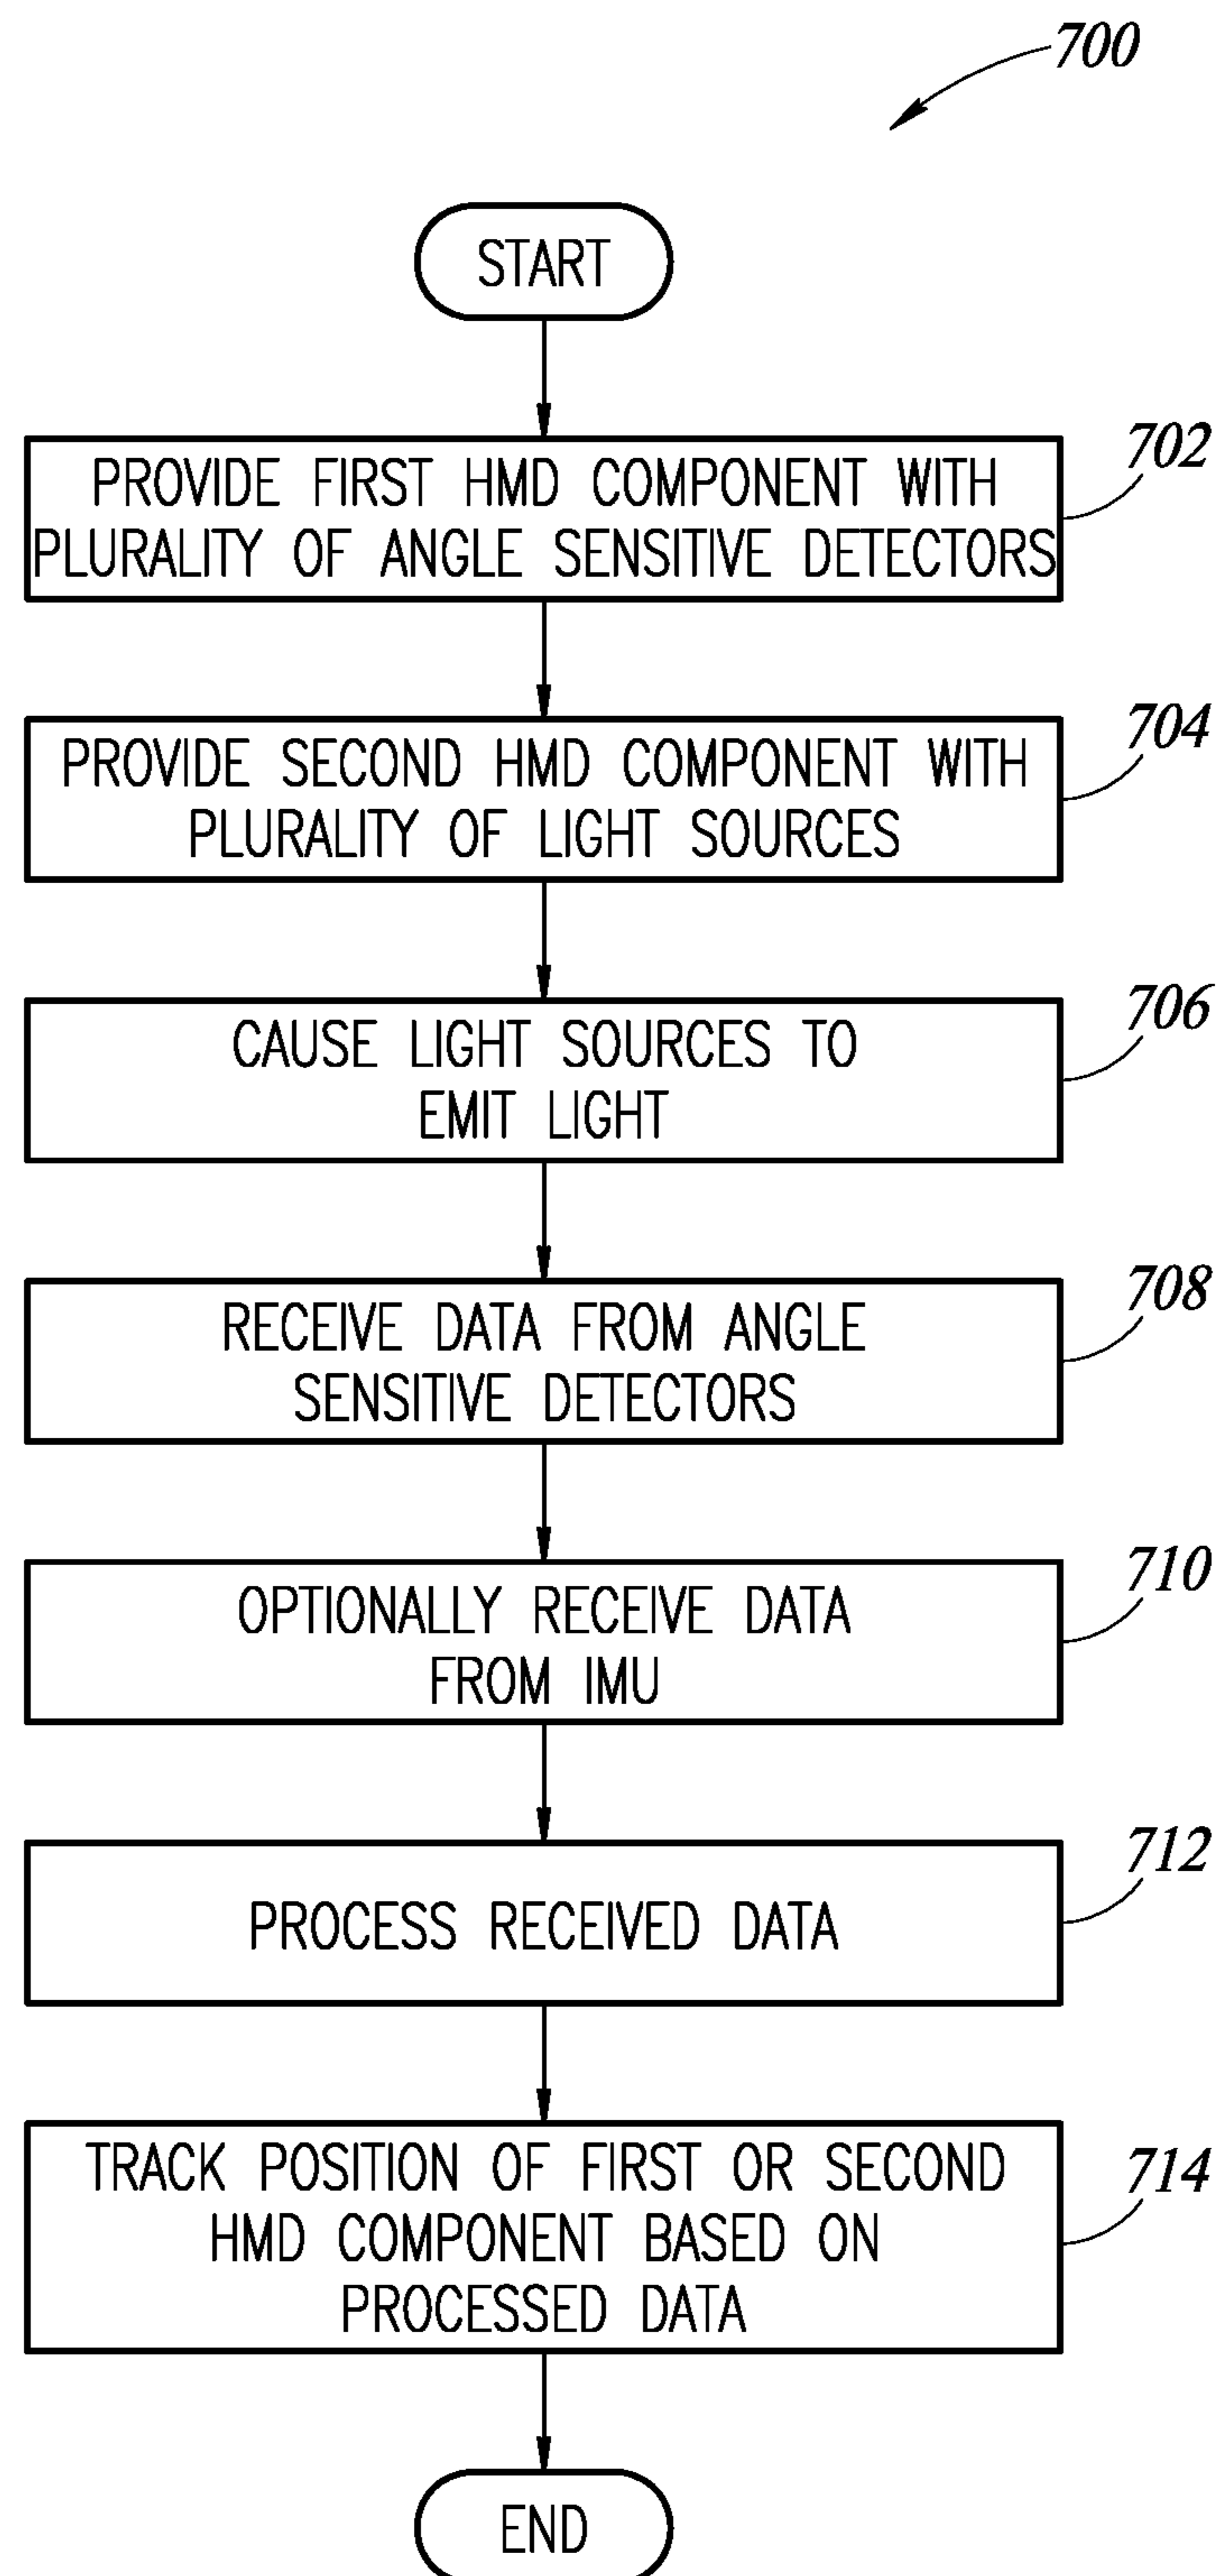 700
START
PROVIDE FIRST HMD COMPONENT WITH
PLURALITY OF ANGLE SENSITIVE DETECTORS
702
PROVIDE SECOND HMD COMPONENT WITH
PLURALITY OF LIGHT SOURCES
704
CAUSE LIGHT SOURCES TO
EMIT LIGHT
706
RECEIVE DATA FROM ANGLE
SENSITIVE DETECTORS
708
OPTIONALLY RECEIVE DATA
FROM IMU
710
PROCESS RECEIVED DATA
712
TRACK POSITION OF FIRST OR SECOND
HMD COMPONENT BASED ON
PROCESSED DATA
714
END